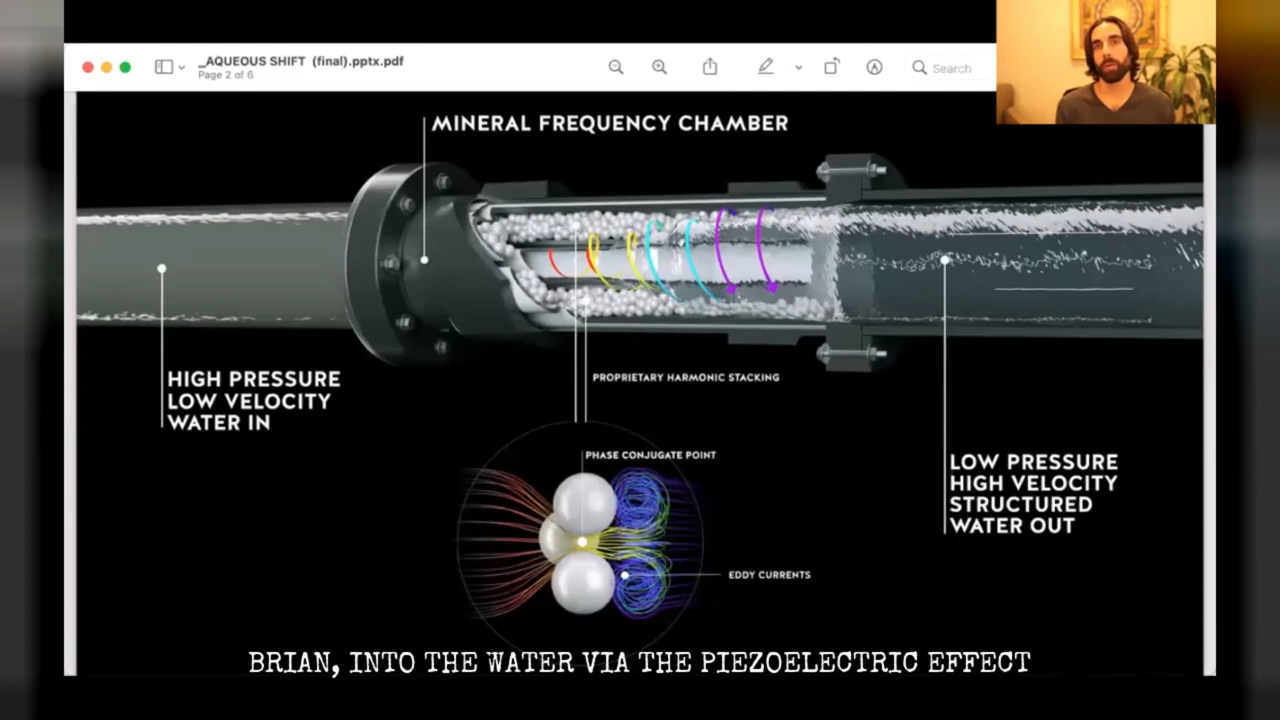 _AQUEOUS SHIFT (final).pptx.pdf
Page 2 of 6
Search
MINERAL FREQUENCY CHAMBER
HIGH PRESSURE
LOW VELOCITY
WATER IN
PROPRIETARY HARMONIC STACKING
PHASE CONJUGATE POINT
EDDY CURRENTS
LOW PRESSURE
HIGH VELOCITY
STRUCTURED
WATER OUT
BRIAN, INTO THE WATER VIA THE PIEZOELECTRIC EFFECT